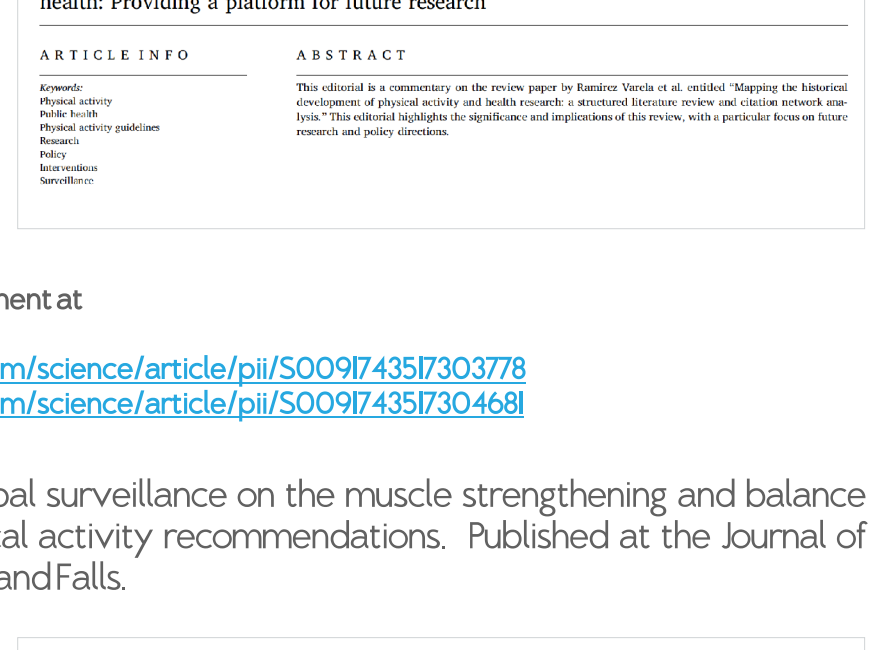 health: Providing a platform for future research
ARTICLE INFO
ABSTRACT
Keywords:
Physical activity
Public health
Physical activity guidelines
Research
Policy
Interventions
Surveillance
This editorial is a commentary on the review paper by Ramirez Varela et al. entitled “Mapping the historical
development of physical activity and health research: a structured literature review and citation network ana-
lysis.” This editorial highlights the significance and implications of this review, with a particular focus on future
research and policy directions.
ment at
m/science/article/pii/S0091743517303778
m/science/article/pii/S0091743517304681
bal surveillance on the muscle strengthening and balance
cal activity recommendations. Published at the Journal of
and Falls.